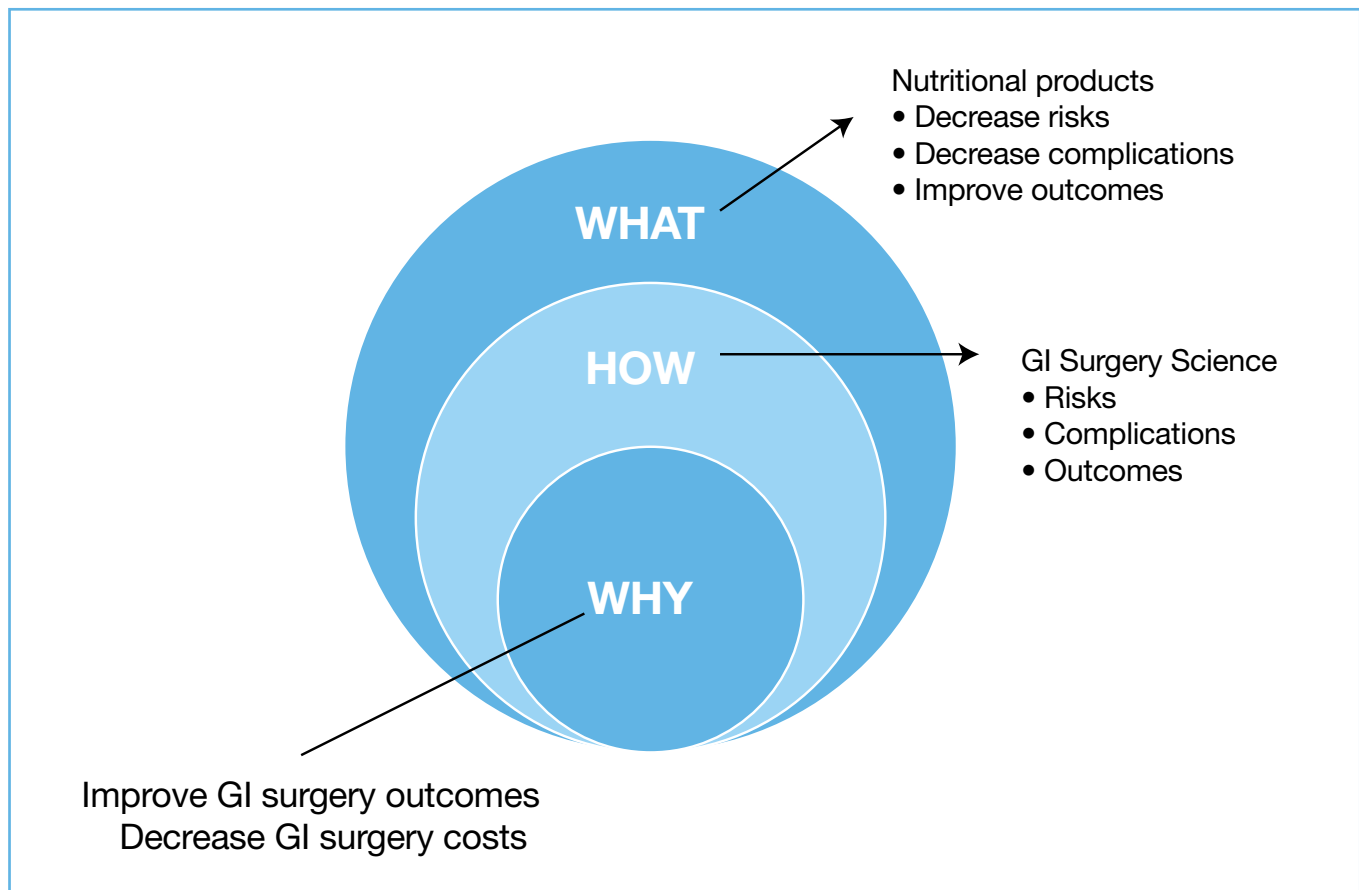 Nutritional products
• Decrease risks
• Decrease complications
• Improve outcomes
WHAT
HOW
GI Surgery Science
• Risks
• Complications
• Outcomes
WHY
Improve GI surgery outcomes
Decrease GI surgery costs